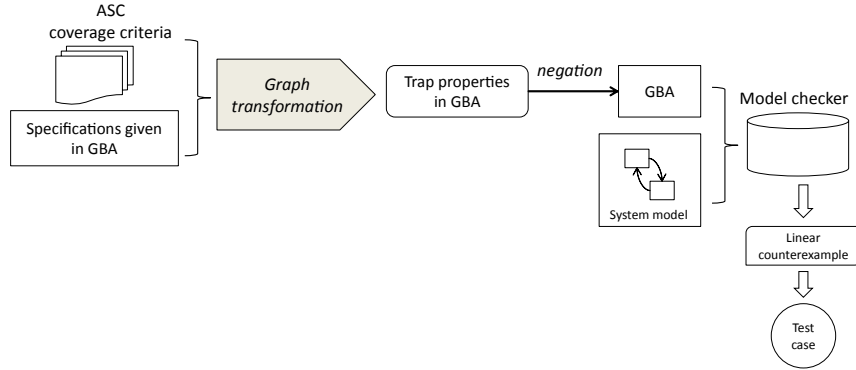 ASC
coverage criteria
Specifications given
in GBA
Graph
transformation
Trap properties
in GBA
negation
GBA
System model
Model checker
Linear
counterexample
Test
case